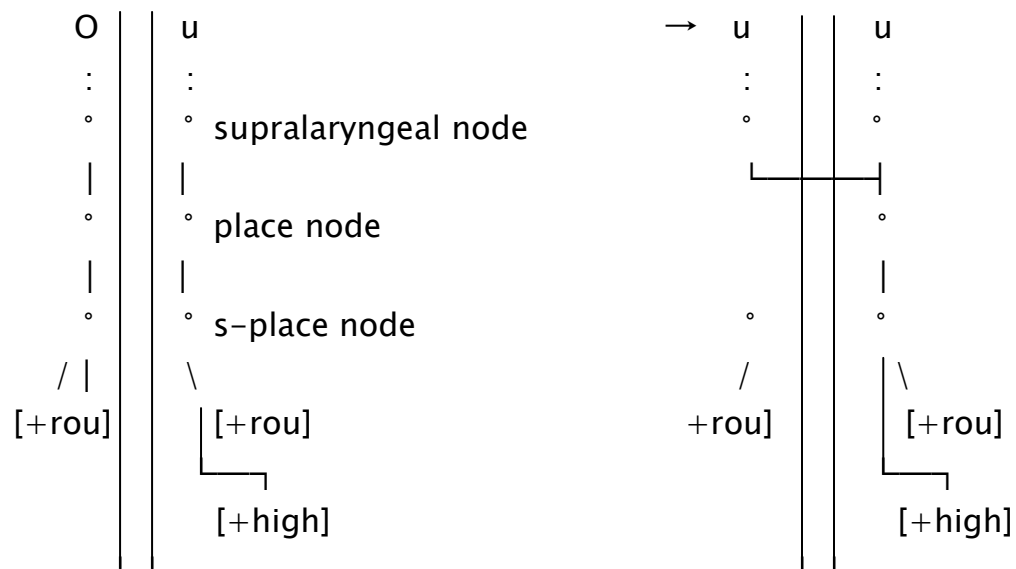 O u → u u
: : : :
° ° supralaryngeal node ° °
° ° place node °
° ° s-place node ° °
/ \ / \
[+rou] [+rou] +rou] [+rou]
[+high] [+high]